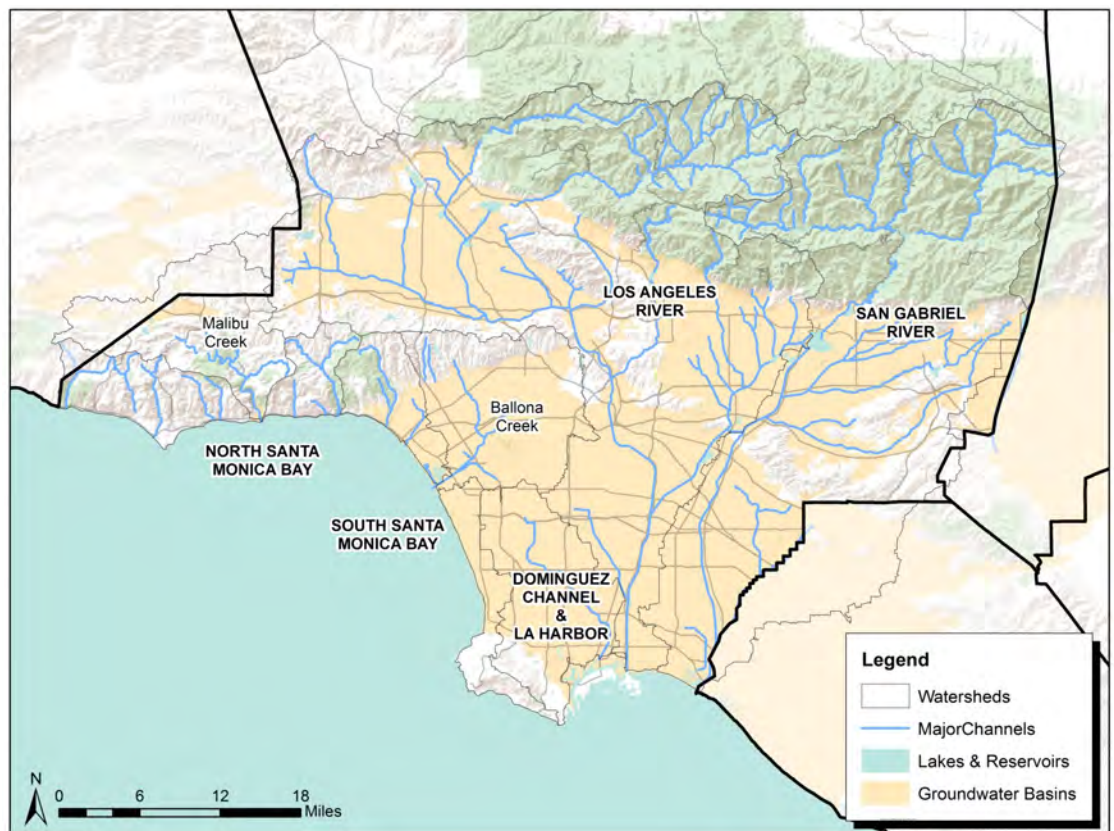 LOS ANGELES
RIVER
SAN GABRIEL
RIVER
Malibu
Creek
Ballona
Creek
NORTH SANTA
MONICA BAY
SOUTH SANTA
MONICA BAY
DOMINGUEZ
CHANNEL
&
LA HARBOR
Legend
Watersheds
MajorChannels
Lakes & Reservoirs
Groundwater Basins
N
0 6 12 18
Miles